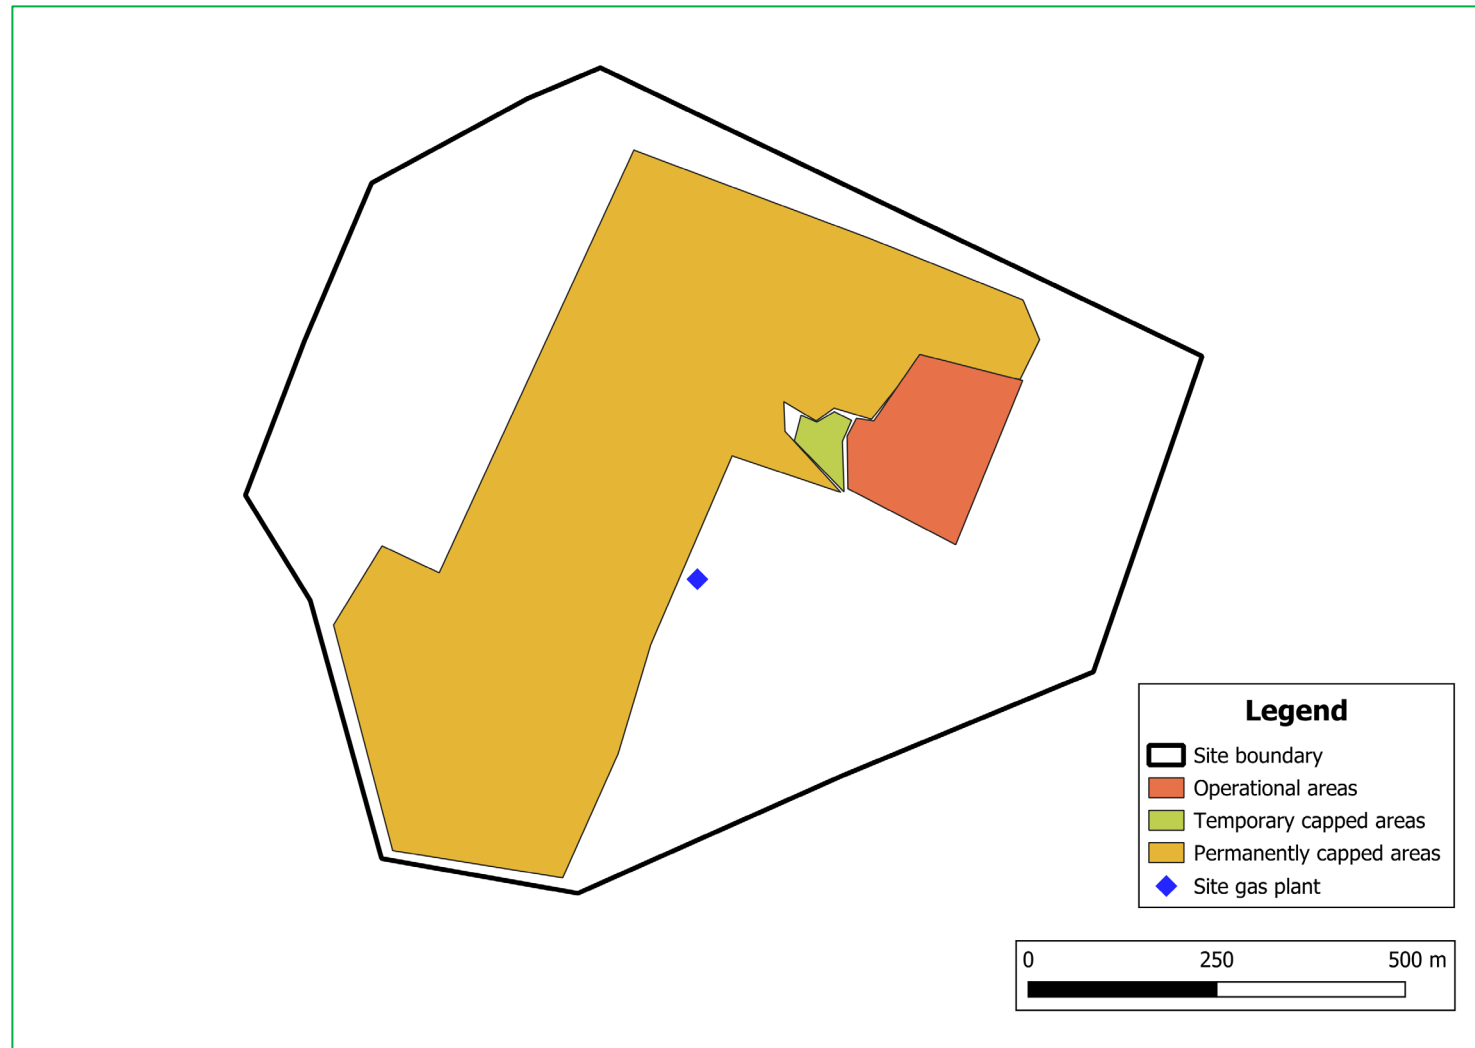 Legend
Site boundary
Operational areas
Temporary capped areas
Permanently capped areas
Site gas plant
0 250 500 m